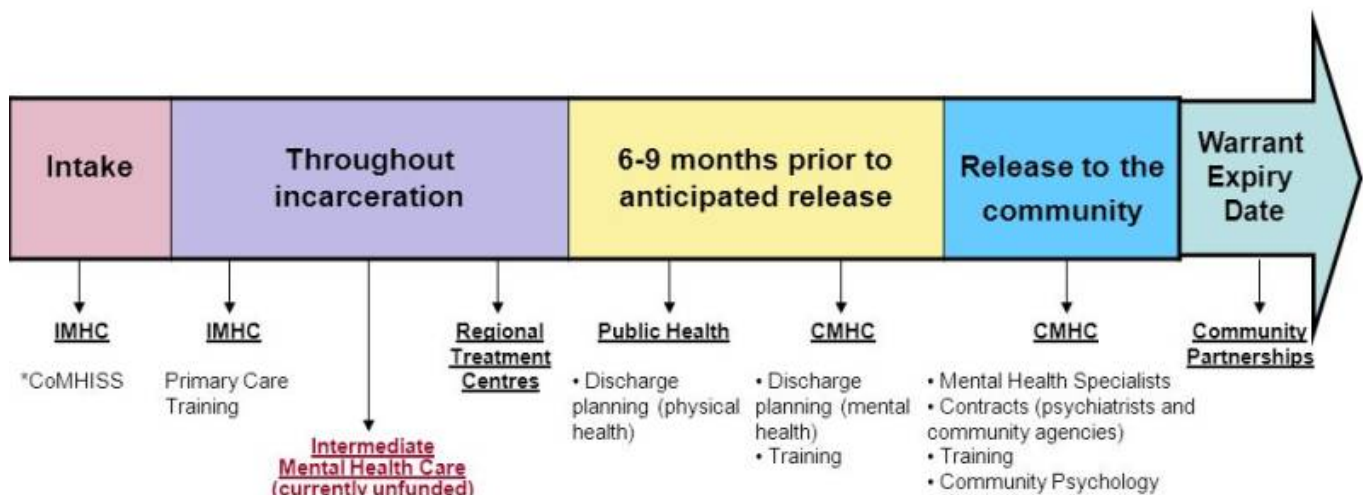 Intake
Throughout
incarceration
6-9 months prior to
anticipated release
Release to the
community
Warrant
Expiry
Date
IMHC
*CoMHISS
IMHC
Primary Care
Training
Intermediate
Mental Health Care
(currently unfunded)
Regional
Treatment
Centres
Public Health
• Discharge
planning (physical
health)
CMHC
• Discharge
planning (mental
health)
• Training
CMHC
• Mental Health Specialists
• Contracts (psychiatrists and
community agencies)
• Training
• Community Psychology
Community
Partnerships